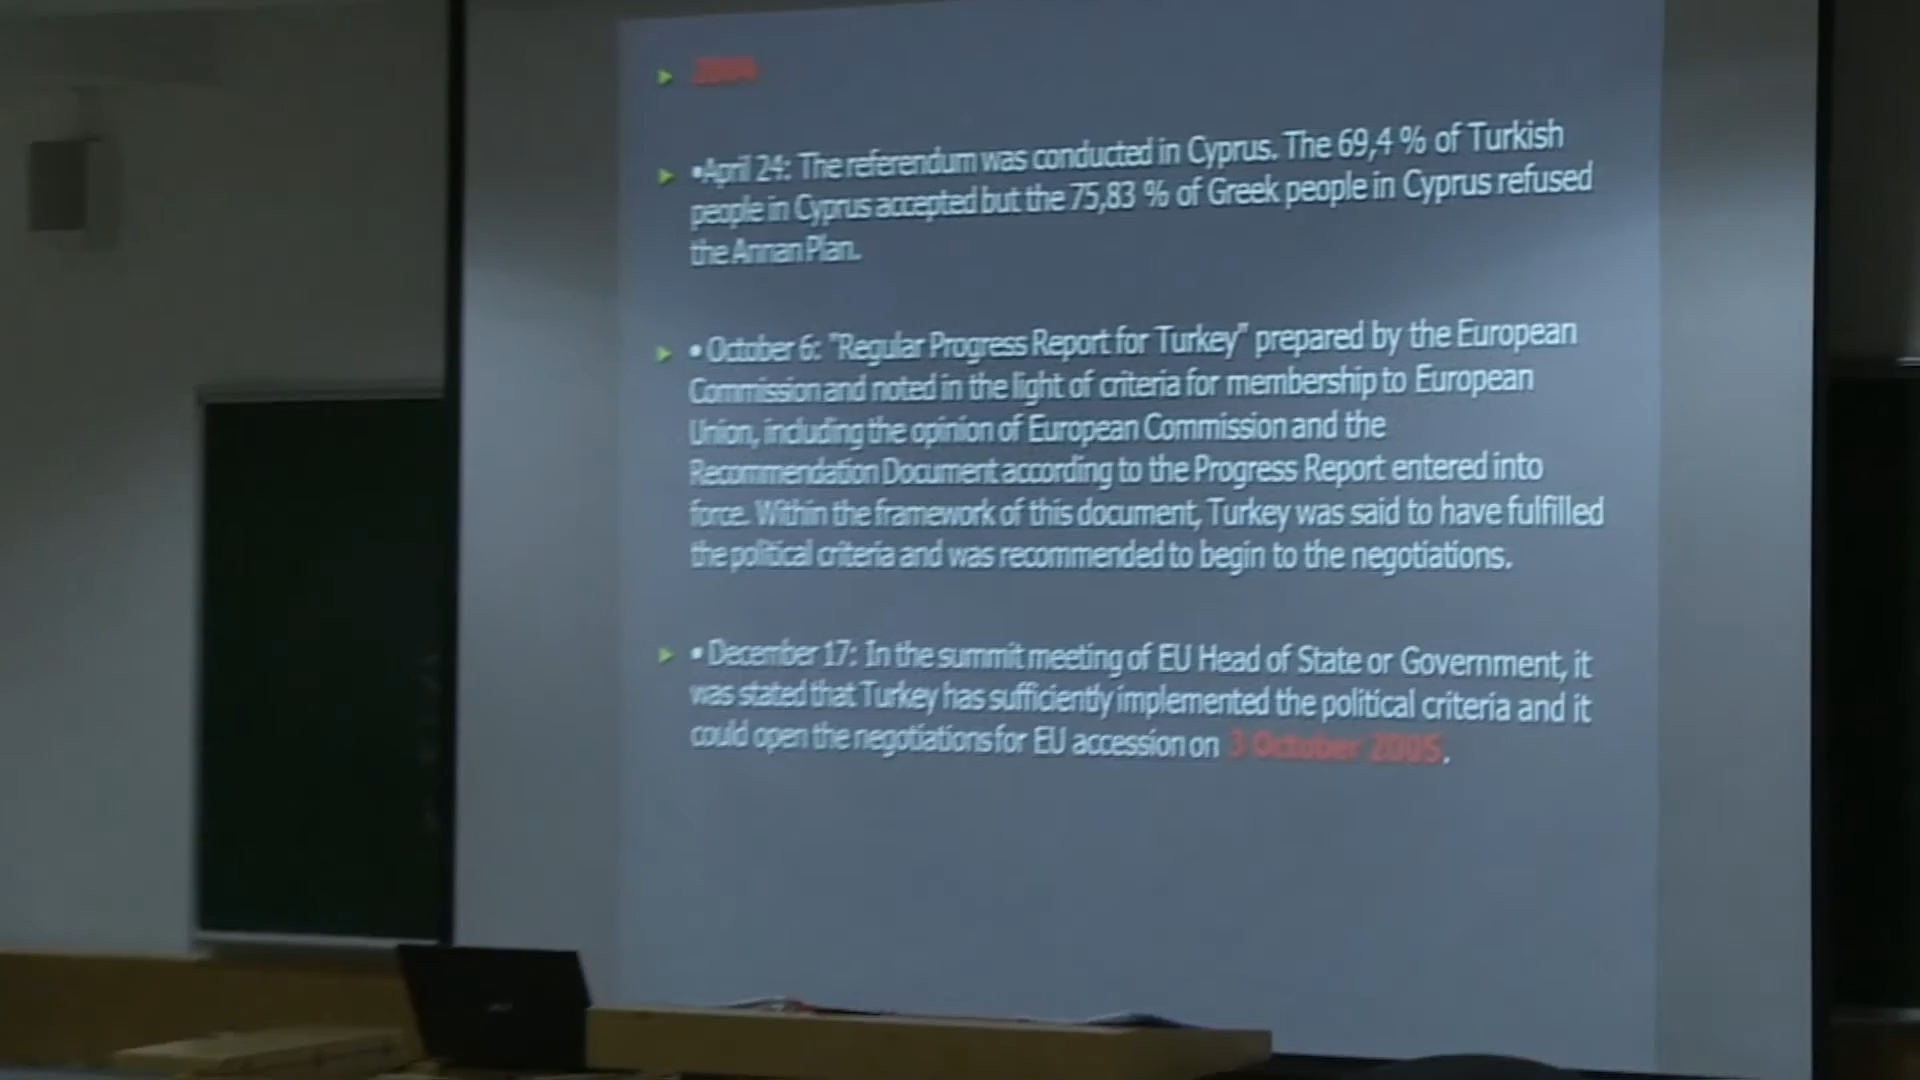 2004
•April 24: The referendum was conducted in Cyprus. The 69,4 % of Turkish
people in Cyprus accepted but the 75,83 % of Greek people in Cyprus refused
the Annan Plan.
• October 6: "Regular Progress Report for Turkey" prepared by the European
Commission and noted in the light of criteria for membership to European
Union, including the opinion of European Commission and the
Recommendation Document according to the Progress Report entered into
force. Within the framework of this document, Turkey was said to have fulfilled
the political criteria and was recommended to begin to the negotiations.
• December 17: In the summit meeting of EU Head of State or Government, it
was stated that Turkey has sufficiently implemented the political criteria and it
could open the negotiations for EU accession on 3 October 2005.